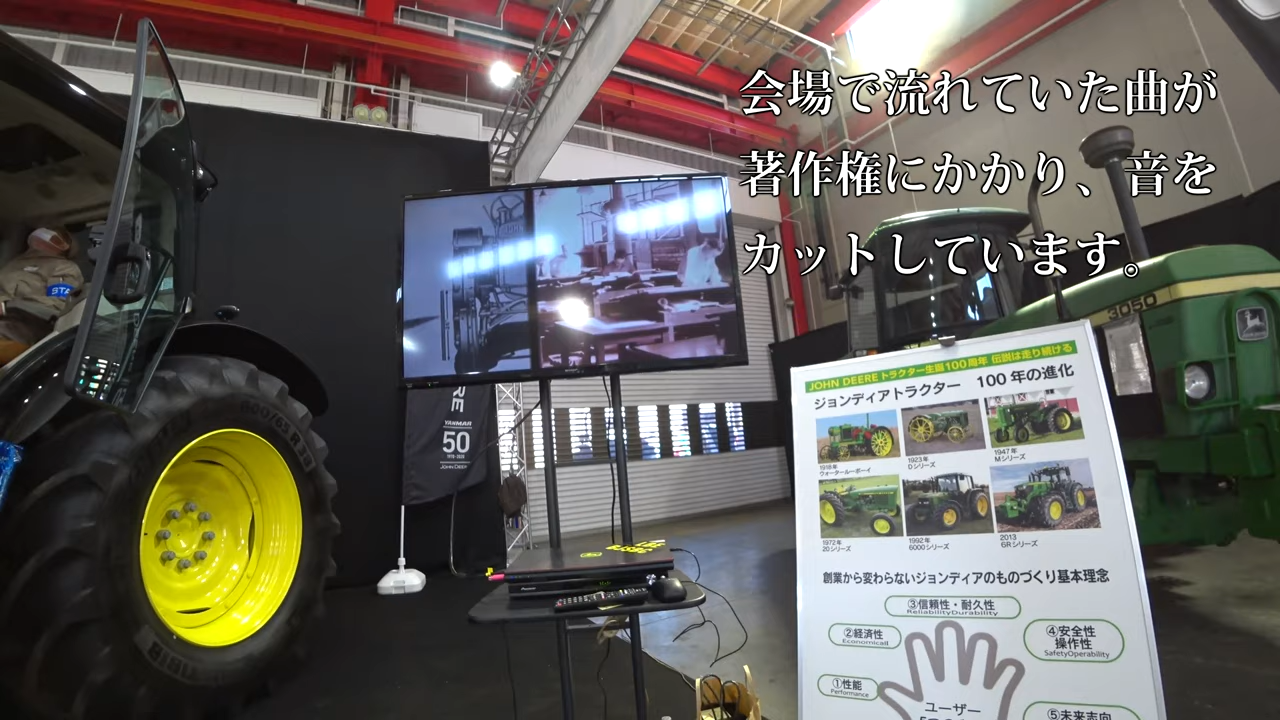 会場で流れていた曲が
著作権にかかり、音を
カットしています。
3050
STA
600/65 R 38
RE
YANMAR
50
JOHN DEERE
JOHN DEERE トラクター生誕100周年 伝説は走り続ける
ジョンディアトラクター 100年の進化
1918年
ウォータールーボーイ
1923年
Dシリーズ
1947年
Mシリーズ
1972年
20シリーズ
1992年
6000シリーズ
2013
6Rシリーズ
創業から変わらないジョンディアのものづくり基本理念
③信頼性・耐久性
ReliabilityDurability
②経済性
Economicall
④安全性
操作性
SafetyOperability
①性能
Performance
ユーザー
⑤未来志向